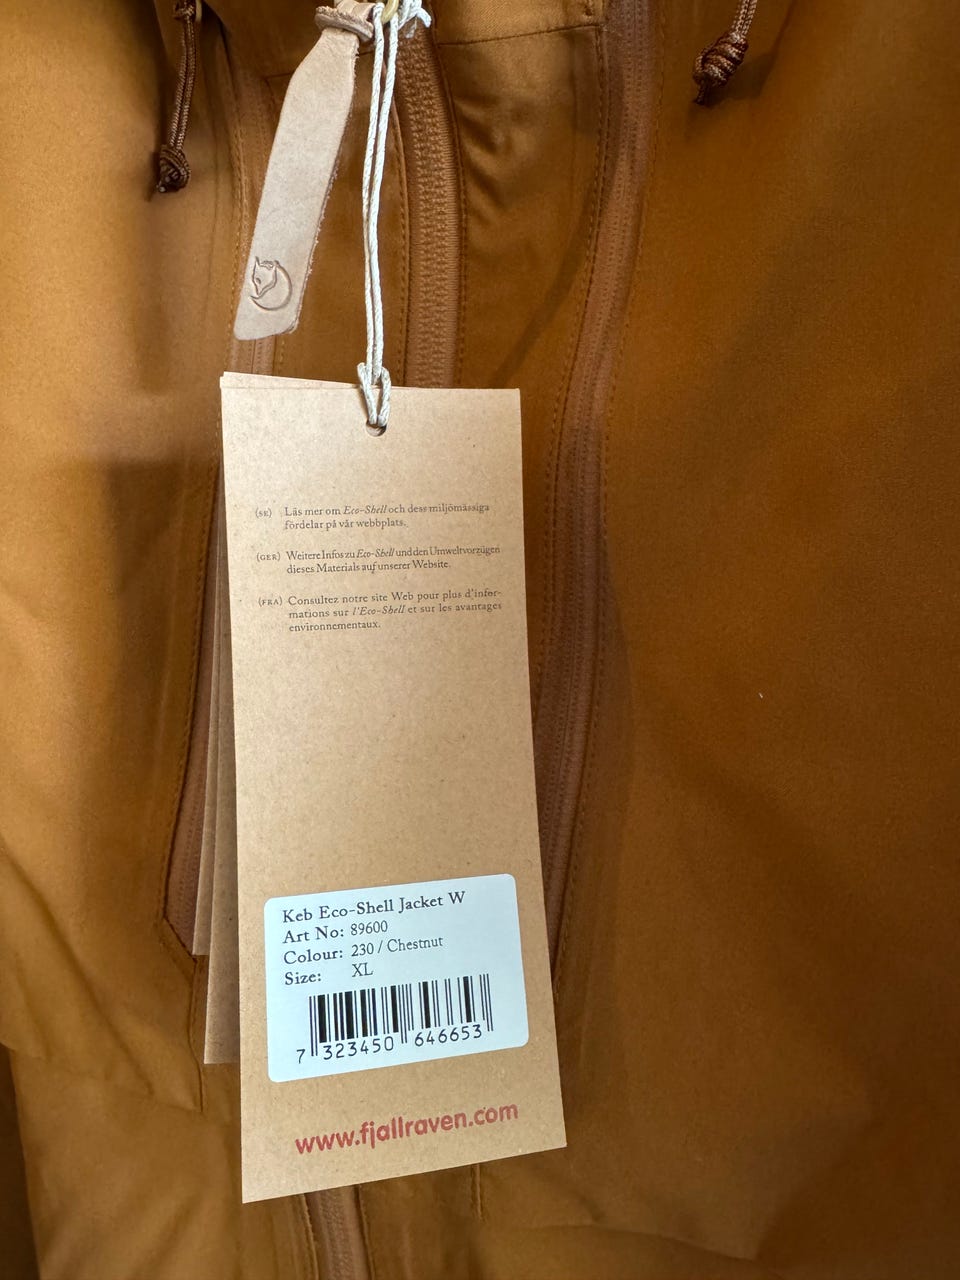 (SE) Läs mer om Eco-Shell och dess miljömässiga
fördelar på vår webbplats.
(GER) Weitere Infos zu Eco-Shell und den Umweltvorzügen
dieses Materials auf unserer Website.
(FRA) Consultez notre site Web pour plus d'infor-
mations sur l'Eco-Shell et sur les avantages
environnementaux.
Keb Eco-Shell Jacket W
Art No: 89600
Colour: 230 / Chestnut
Size: XL
7 323450 646653
www.fjallraven.com